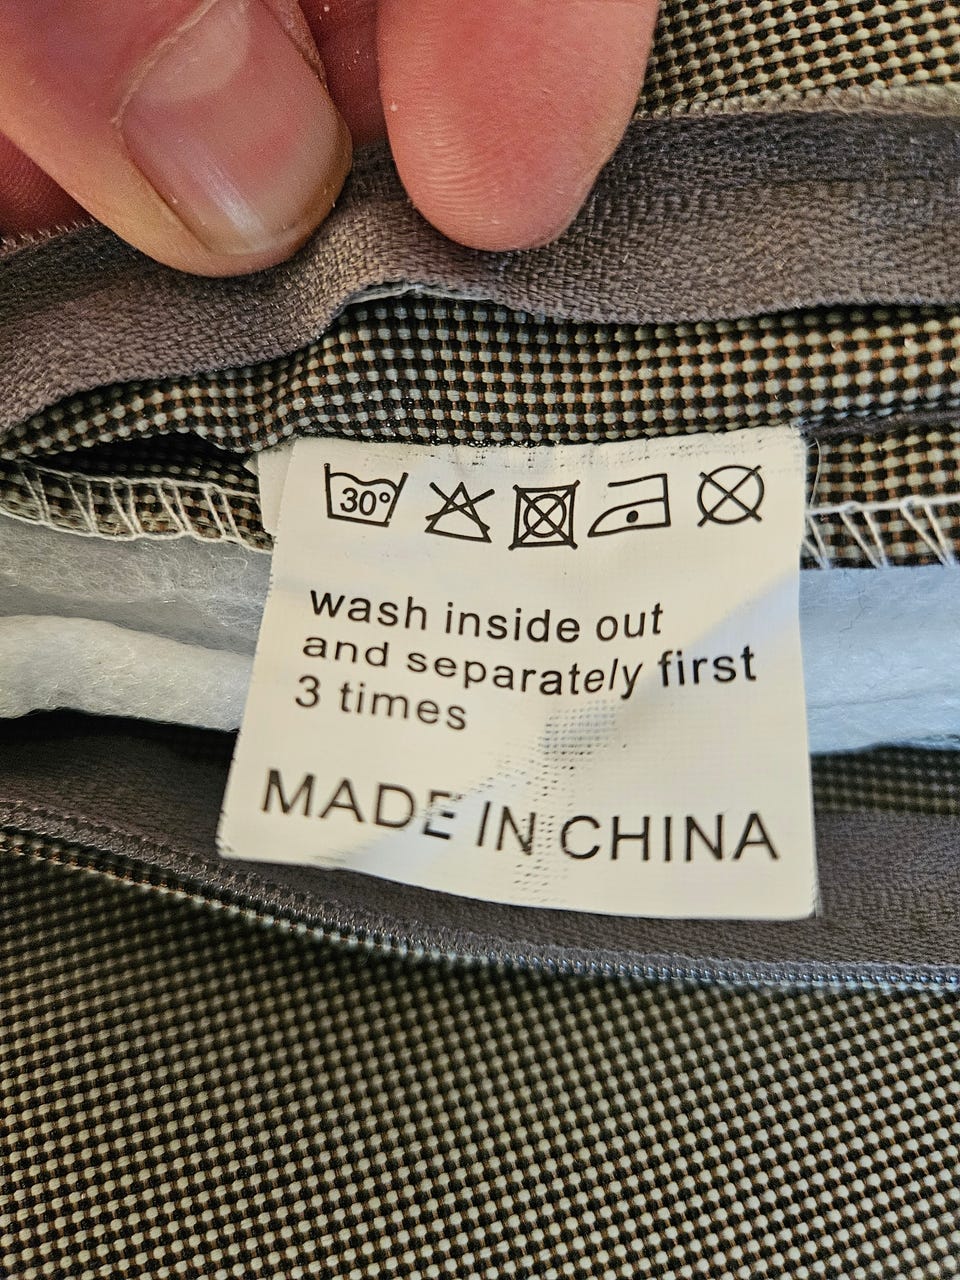 30°
wash inside out
and separately first
3 times
MADE IN CHINA